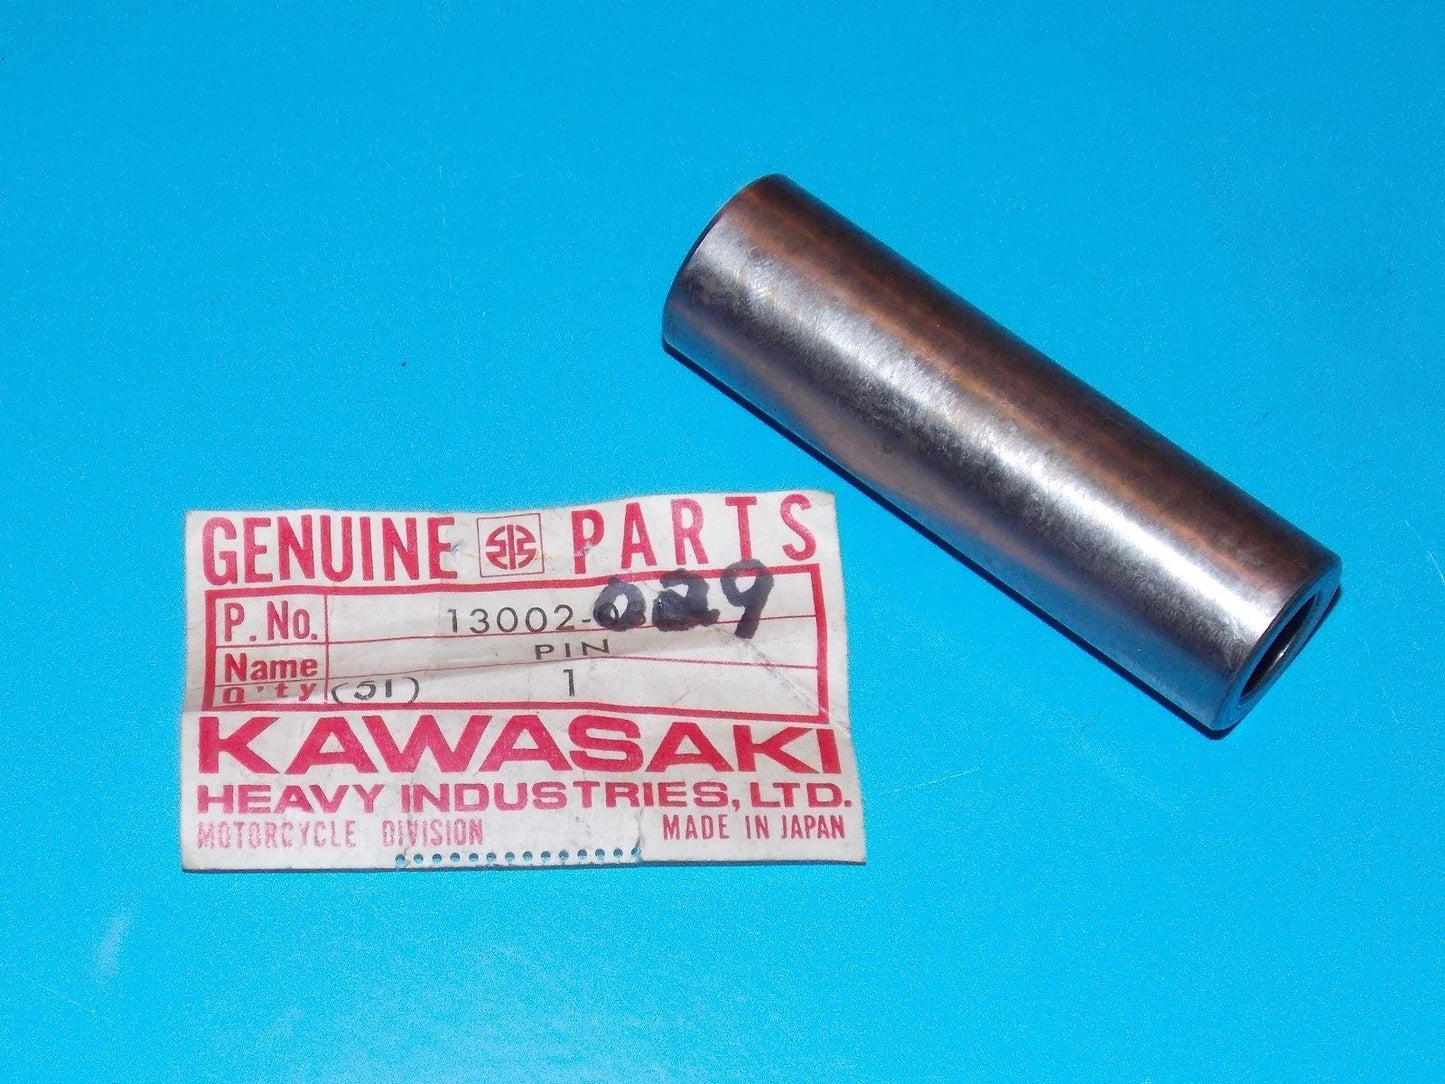 GENUINE PARTS
P. No. 13002-029
Name PIN
Q'ty (51) 1
KAWASAKI
HEAVY INDUSTRIES, LTD.
MOTORCYCLE DIVISION MADE IN JAPAN